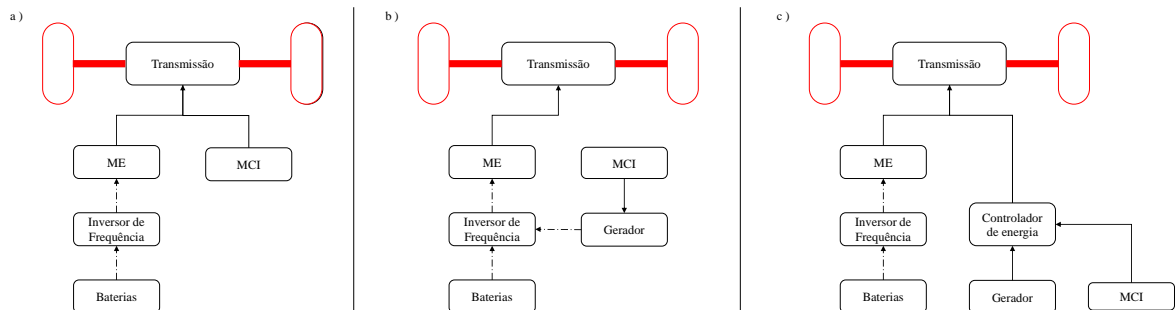 a )
Transmissão
ME
MCI
Inversor de
Frequência
Baterias
b )
Transmissão
ME
MCI
Inversor de
Frequência
Gerador
Baterias
c )
Transmissão
ME
Inversor de
Frequência
Controlador
de energia
Baterias
Gerador
MCI